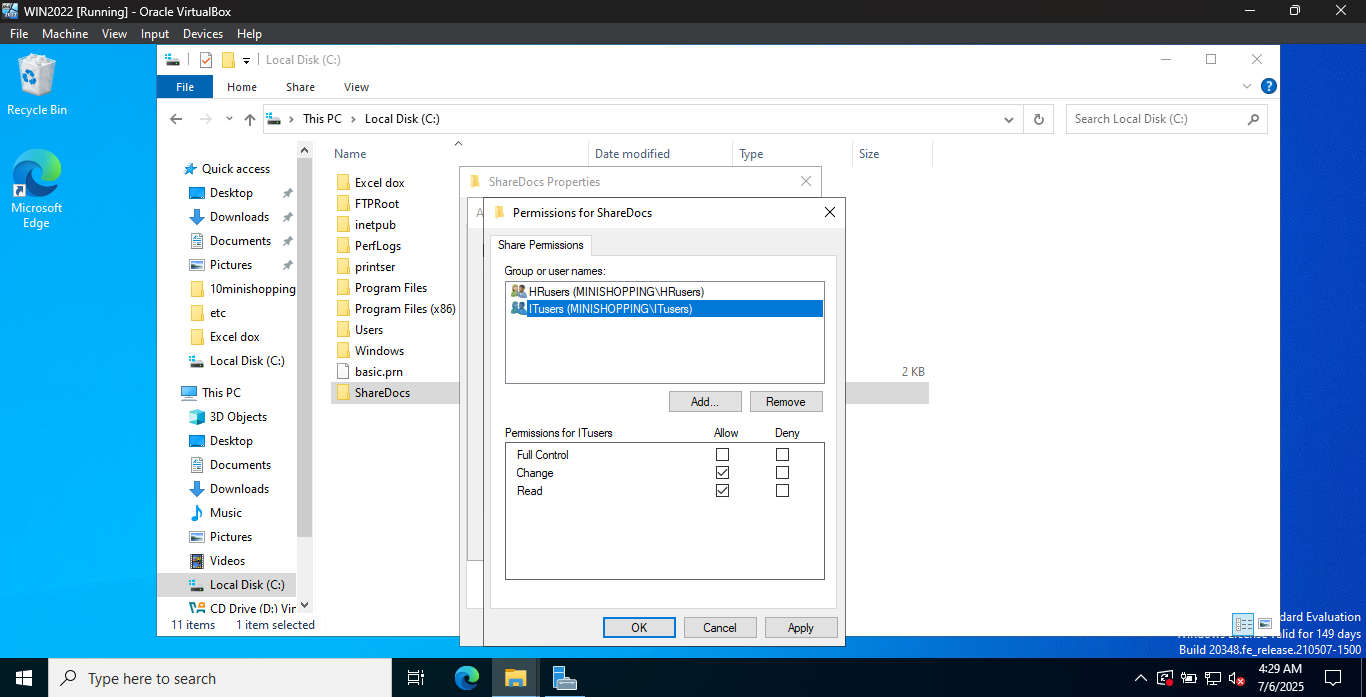 WIN2022 [Running] - Oracle VirtualBox
File Machine View Input Devices Help
Recycle Bin
Microsoft
Edge
Local Disk (C:)
File Home Share View
This PC Local Disk (C:)
Search Local Disk (C:)
Name Date modified Type Size
Quick access
Desktop
Downloads
Documents
Pictures
10minishopping
etc
Excel dox
Local Disk (C:)
This PC
3D Objects
Desktop
Documents
Downloads
Music
Pictures
Videos
Local Disk (C:)
CD Drive (D:) Vir
Excel dox
FTPRoot
inetpub
PerfLogs
printser
Program Files
Program Files (x86)
Users
Windows
basic.prn
2 KB
ShareDocs
11 items 1 item selected
ShareDocs Properties
Permissions for ShareDocs
Share Permissions
Group or user names:
HRusers (MINISHOPPING\HRusers)
ITusers (MINISHOPPING\ITusers)
Add... Remove
Permissions for ITusers Allow Deny
Full Control
Change
Read
OK Cancel Apply
Evaluation
valid for 149 days
Build 20348.fe_release.210507-1500
Type here to search
4:29 AM
7/6/2025